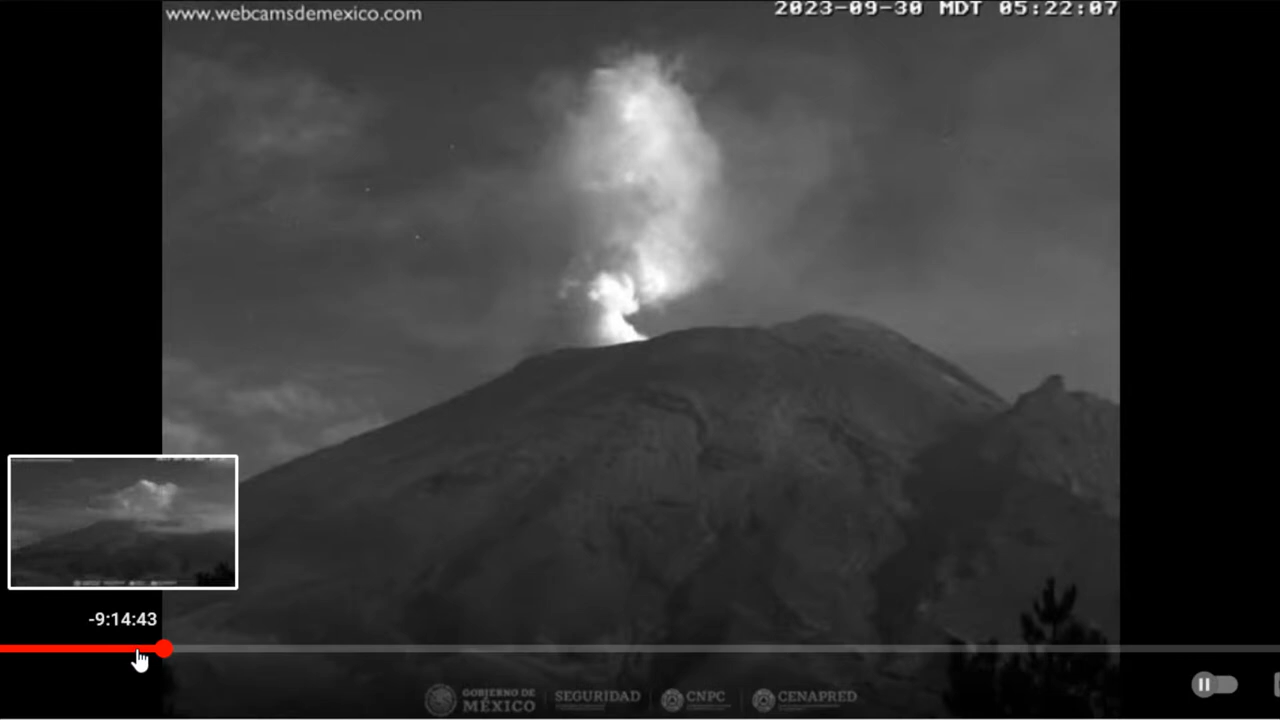 www.webcamsdemexico.com
2023-09-30 MDT 05:22:07
-9:14:43
GOBIERNO DE
MÉXICO
SEGURIDAD
CNPC
CENAPRED